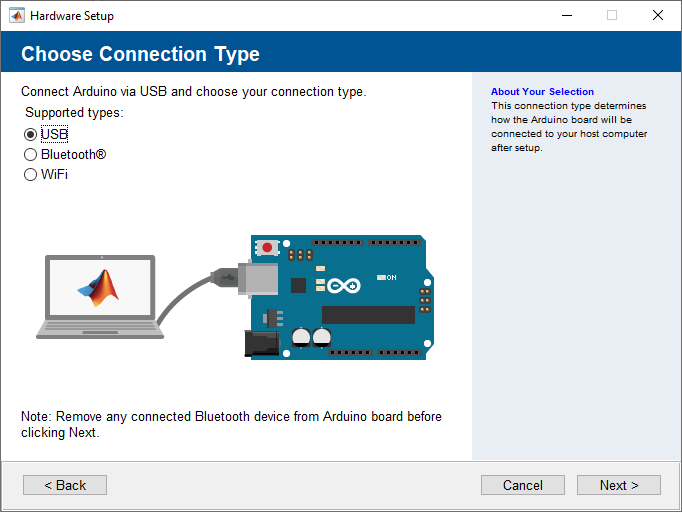 Hardware Setup
Choose Connection Type
Connect Arduino via USB and choose your connection type.
Supported types:
USB
Bluetooth®
WiFi
ON
Note: Remove any connected Bluetooth device from Arduino board before
clicking Next.
About Your Selection
This connection type determines
how the Arduino board will be
connected to your host computer
after setup.
< Back
Cancel
Next >